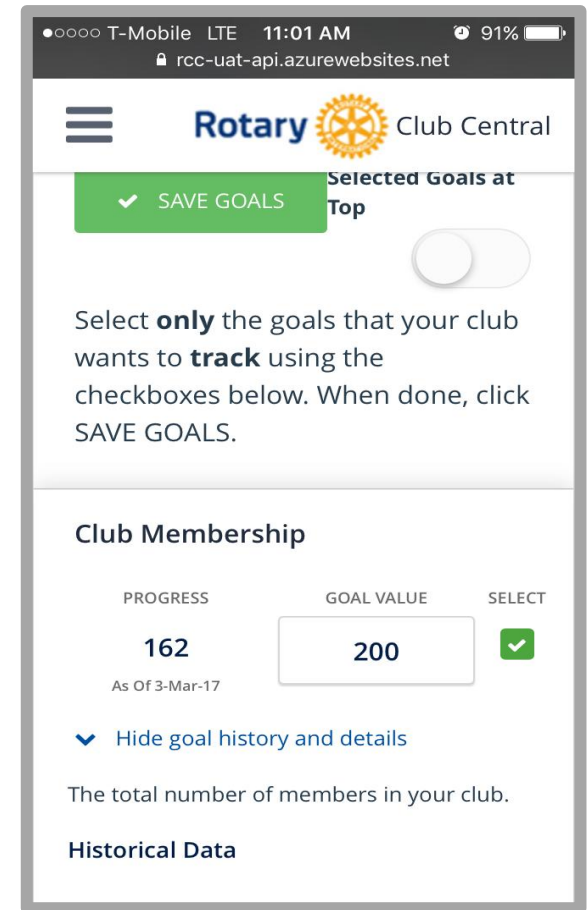 T-Mobile LTE 11:01 AM 91%
rcc-uat-api.azurewebsites.net
Rotary Club Central
SAVE GOALS
Selected Goals at
Top
Select only the goals that your club
wants to track using the
checkboxes below. When done, click
SAVE GOALS.
Club Membership
PROGRESS GOAL VALUE SELECT
162 200
As Of 3-Mar-17
Hide goal history and details
The total number of members in your club.
Historical Data